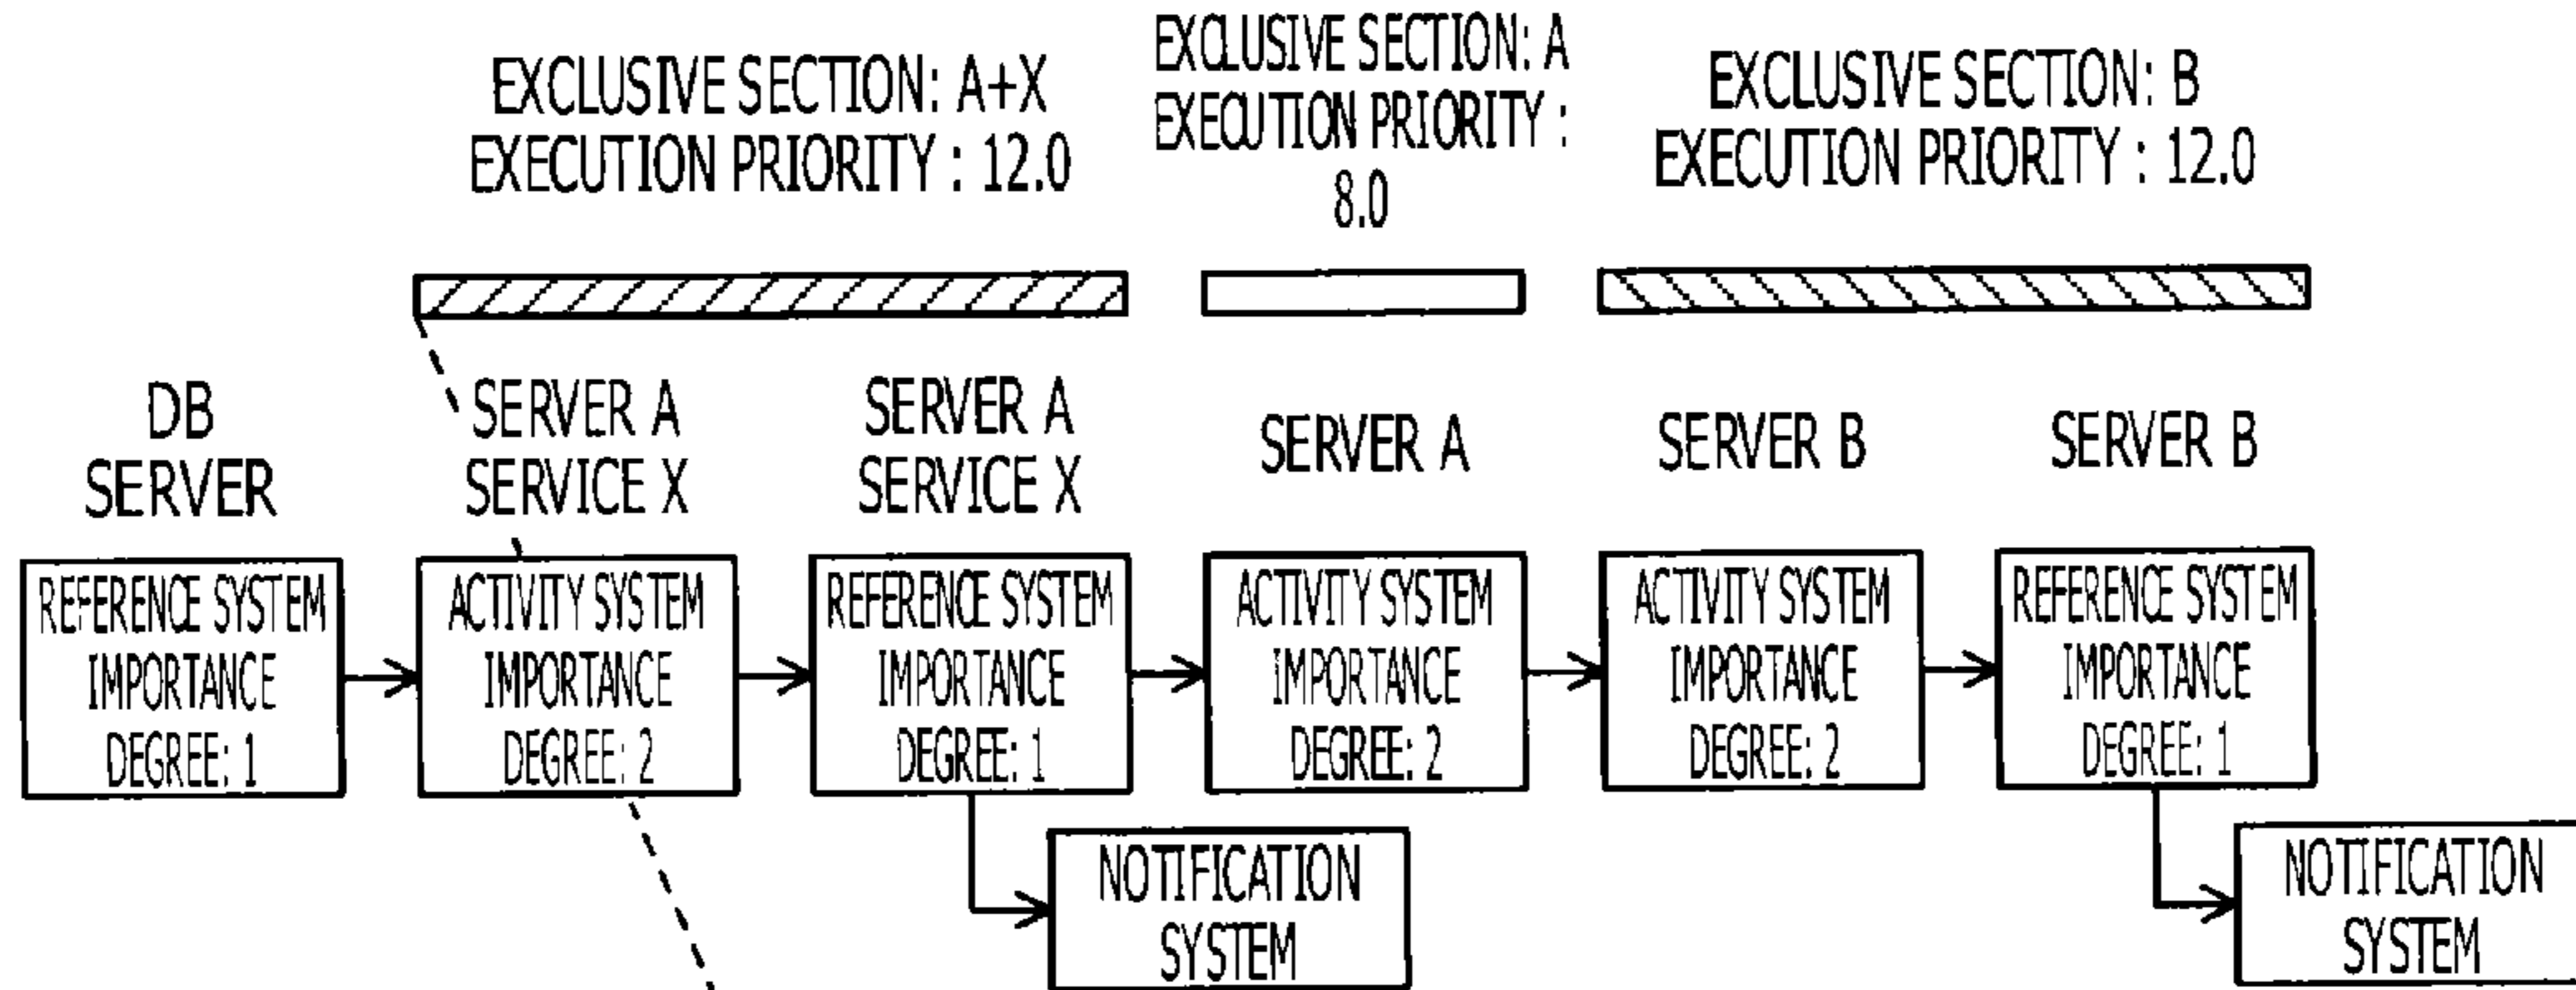 EXCLUSIVE SECTION: A+X
EXECUTION PRIORITY : 12.0
EXCLUSIVE SECTION: A
EXECUTION PRIORITY :
8.0
EXCLUSIVE SECTION: B
EXECUTION PRIORITY : 12.0
DB
SERVER
SERVER A
SERVICE X
SERVER A
SERVICE X
SERVER A
SERVER B
SERVER B
REFERENCE SYSTEM
IMPORTANCE
DEGREE: 1
ACTIVITY SYSTEM
IMPORTANCE
DEGREE: 2
REFERENCE SYSTEM
IMPORTANCE
DEGREE: 1
ACTIVITY SYSTEM
IMPORTANCE
DEGREE: 2
ACTIVITY SYSTEM
IMPORTANCE
DEGREE: 2
REFERENCE SYSTEM
IMPORTANCE
DEGREE: 1
NOTIFICATION
SYSTEM
NOTIFICATION
SYSTEM